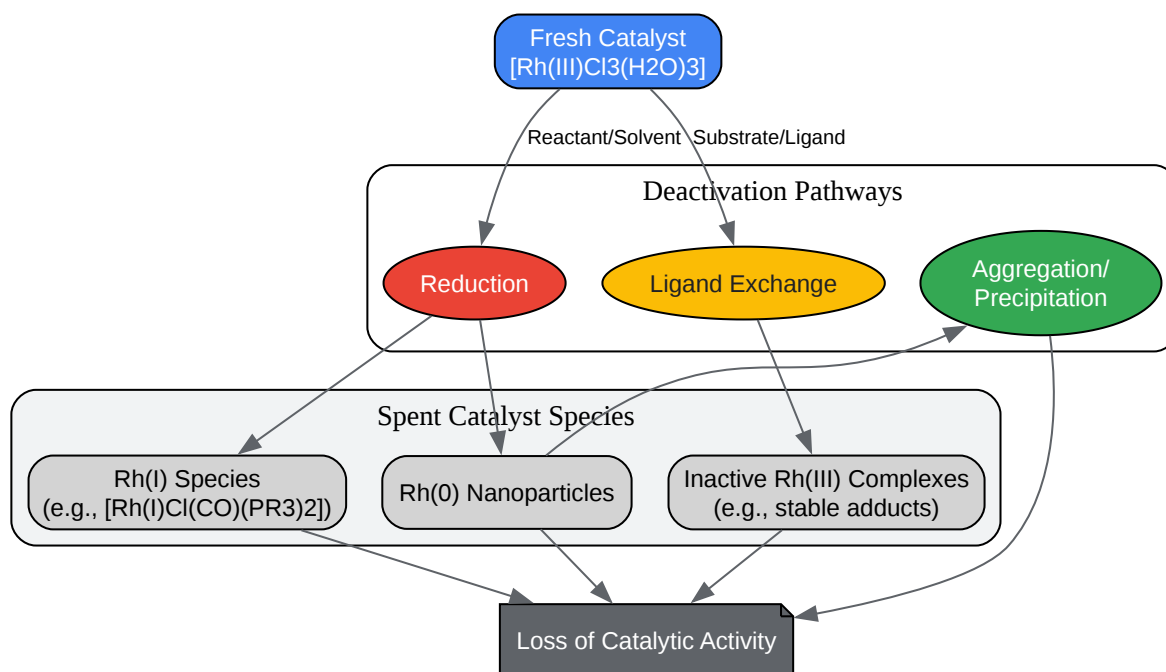 Fresh Catalyst
[Rh(III)Cl3(H2O)3]
Reactant/Solvent
Substrate/Ligand
Deactivation Pathways
Reduction
Ligand Exchange
Aggregation/
Precipitation
Spent Catalyst Species
Rh(I) Species
(e.g., [Rh(I)Cl(CO)(PR3)2])
Rh(0) Nanoparticles
Inactive Rh(III) Complexes
(e.g., stable adducts)
Loss of Catalytic Activity